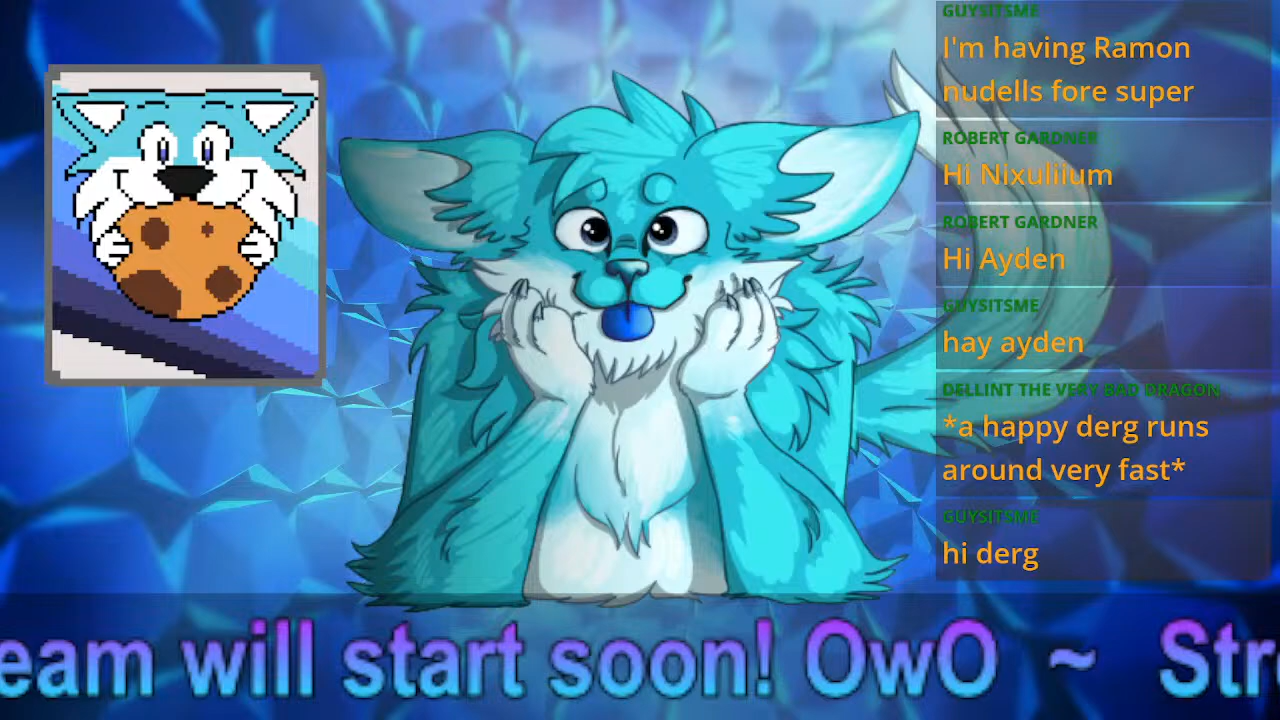 GUYSITSME
I'm having Ramon
nudells fore super
ROBERT GARDNER
Hi Nixuliium
ROBERT GARDNER
Hi Ayden
GUYSITSME
hay ayden
DELLINT THE VERY BAD DRAGON
*a happy derg runs
around very fast*
GUYSITSME
hi derg
eam will start soon! OwO ~ Stre